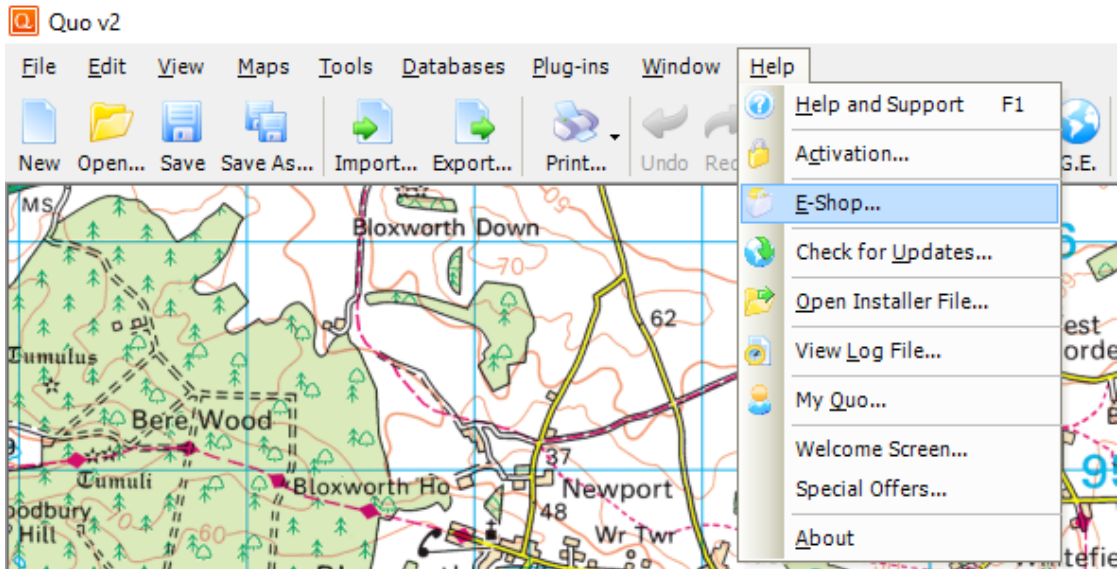 Quo v2
File Edit View Maps Tools Databases Plug-ins Window Help
New Open... Save Save As... Import... Export... Print... Undo G.E.
Help and Support F1
Activation...
E-Shop...
Check for Updates...
Open Installer File...
View Log File...
My Quo...
Welcome Screen...
Special Offers...
About
MS
50
Bloxworth Down
70
62
Tumulus
Bere Wood
37
Tumuli
Bloxworth Ho
Newport
48
Hill
60
Wr Twr